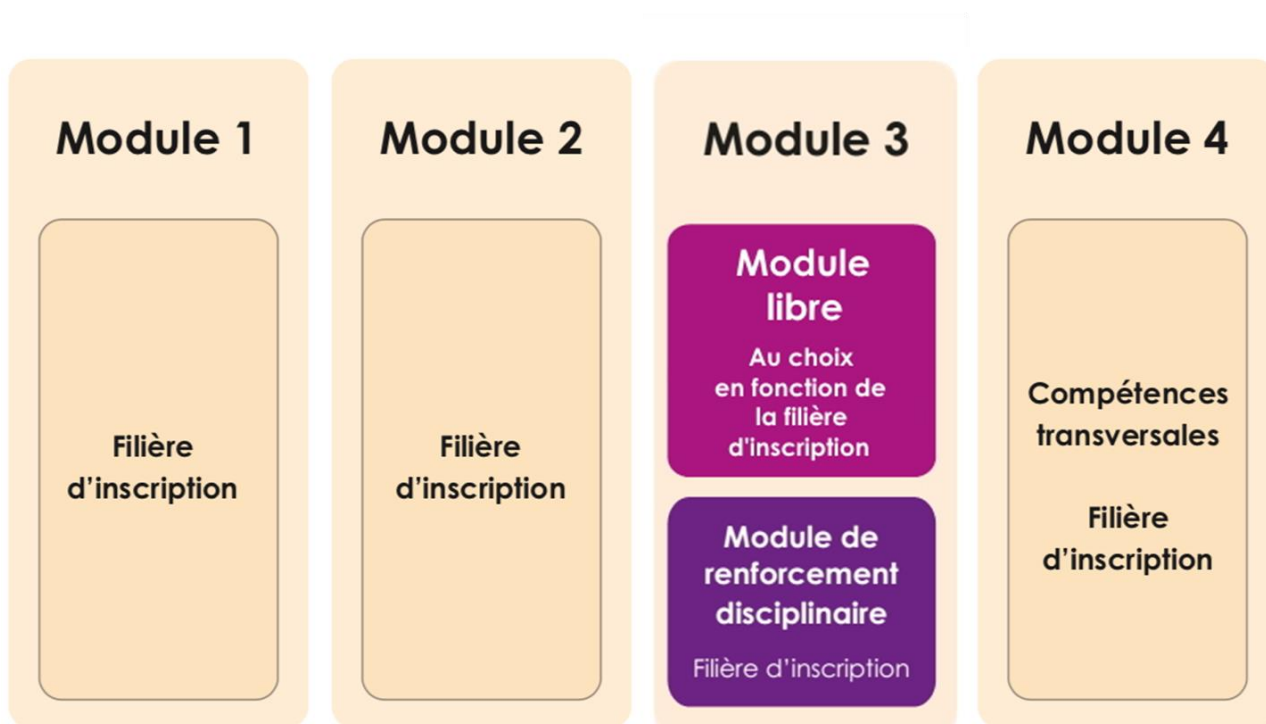 Module 1
Filière
d’inscription
Module 2
Filière
d’inscription
Module 3
Module
libre
Au choix
en fonction de
la filière
d'inscription
Module de
renforcement
disciplinaire
Filière d’inscription
Module 4
Compétences
transversales
Filière
d’inscription